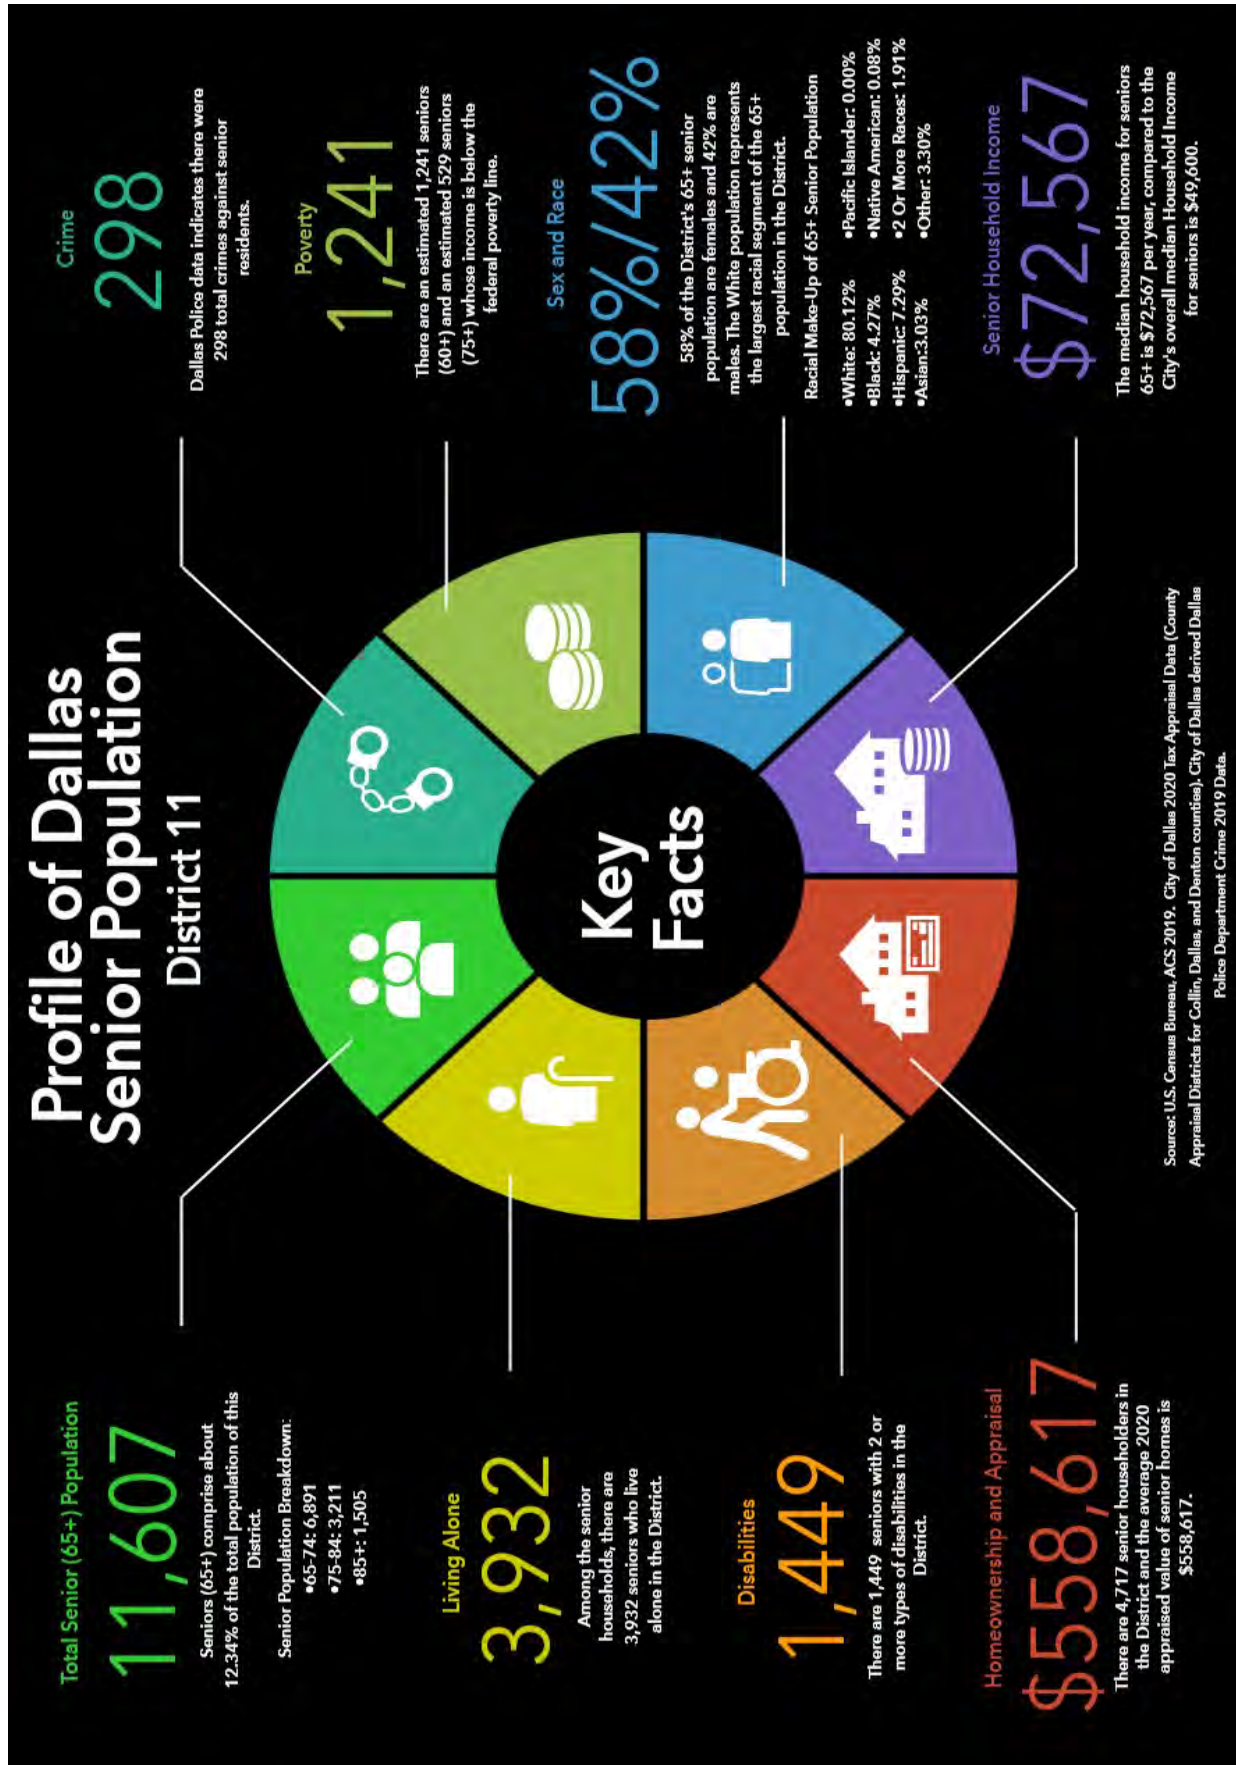 Profile of Dallas
Senior Population
District 11
Total Senior (65+) Population
11,607
Seniors (65+) comprise about
12.34% of the total population of this
District.
Senior Population Breakdown:
•65-74: 6,891
•75-84: 3,211
•85+: 1,505
Living Alone
3,932
Among the senior
households, there are
3,932 seniors who live
alone in the District.
Disabilities
1,449
There are 1,449 seniors with 2 or
more types of disabilities in the
District.
Homeownership and Appraisal
$558,617
There are 4,717 senior householders in
the District and the average 2020
appraised value of senior homes is
$558,617.
Key
Facts
Crime
298
Dallas Police data indicates there were
298 total crimes against senior
residents.
Poverty
1,241
There are an estimated 1,241 seniors
(60+) and an estimated 529 seniors
(75+) whose income is below the
federal poverty line.
Sex and Race
58%/42%
58% of the District's 65+ senior
population are females and 42% are
males. The White population represents
the largest racial segment of the 65+
population in the District.
Racial Make-Up of 65+ Senior Population
•White: 80.12%
•Black: 4.27%
•Hispanic: 7.29%
•Asian:3.03%
•Pacific Islander: 0.00%
•Native American: 0.08%
•2 Or More Races: 1.91%
•Other: 3.30%
Senior Household Income
$72,567
The median household income for seniors
65+ is $72,567 per year, compared to the
City's overall median Household Income
for seniors is $49,600.
Source: U.S. Census Bureau, ACS 2019. City of Dallas 2020 Tax Appraisal Data (County
Appraisal Districts for Collin, Dallas, and Denton counties). City of Dallas derived Dallas
Police Department Crime 2019 Data.